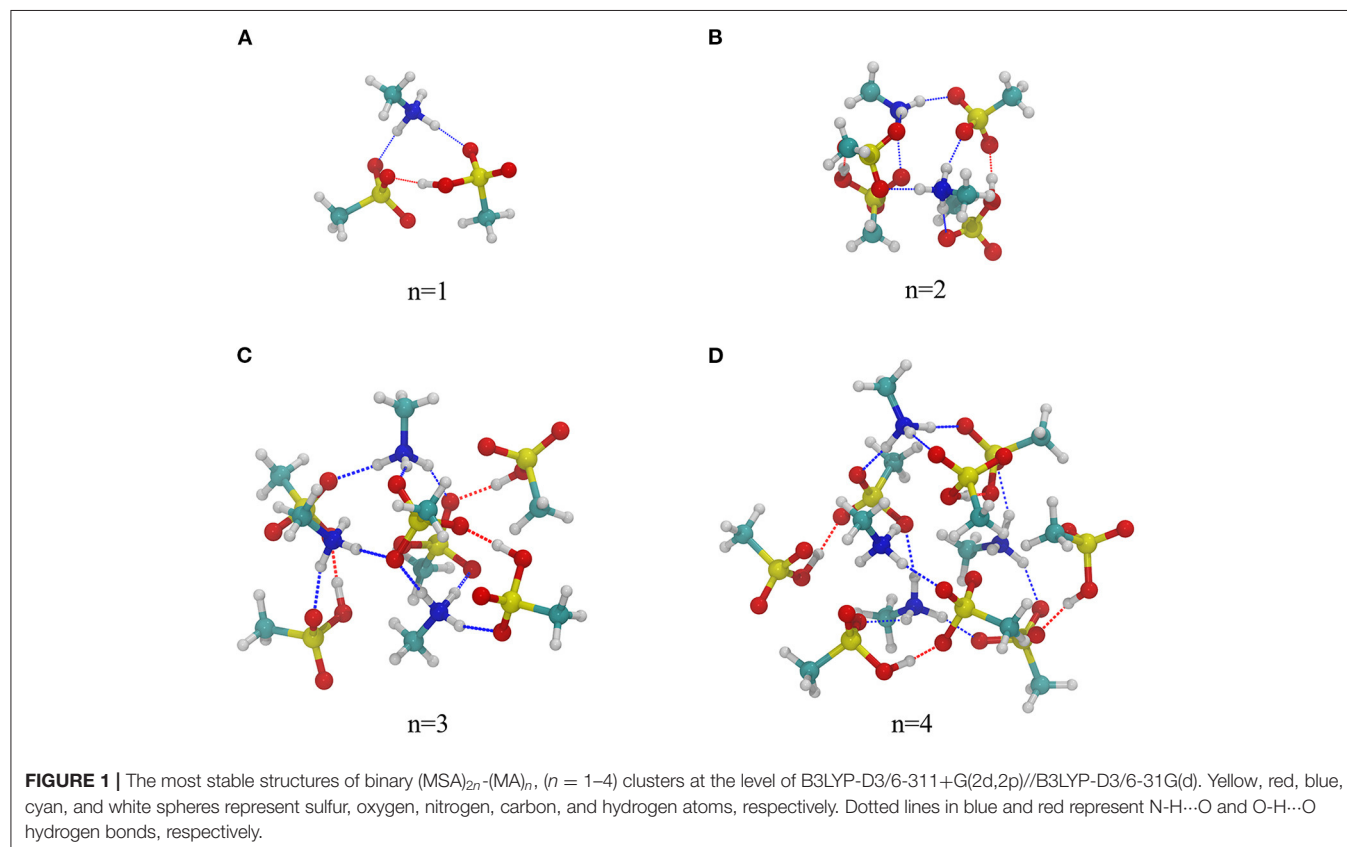 A
B
n=1
n=2
C
D
n=3
n=4
FIGURE 1 | The most stable structures of binary (MSA)2n-(MA)n, (n = 1–4) clusters at the level of B3LYP-D3/6-311+G(2d,2p)//B3LYP-D3/6-31G(d). Yellow, red, blue,
cyan, and white spheres represent sulfur, oxygen, nitrogen, carbon, and hydrogen atoms, respectively. Dotted lines in blue and red represent N-H···O and O-H···O
hydrogen bonds, respectively.